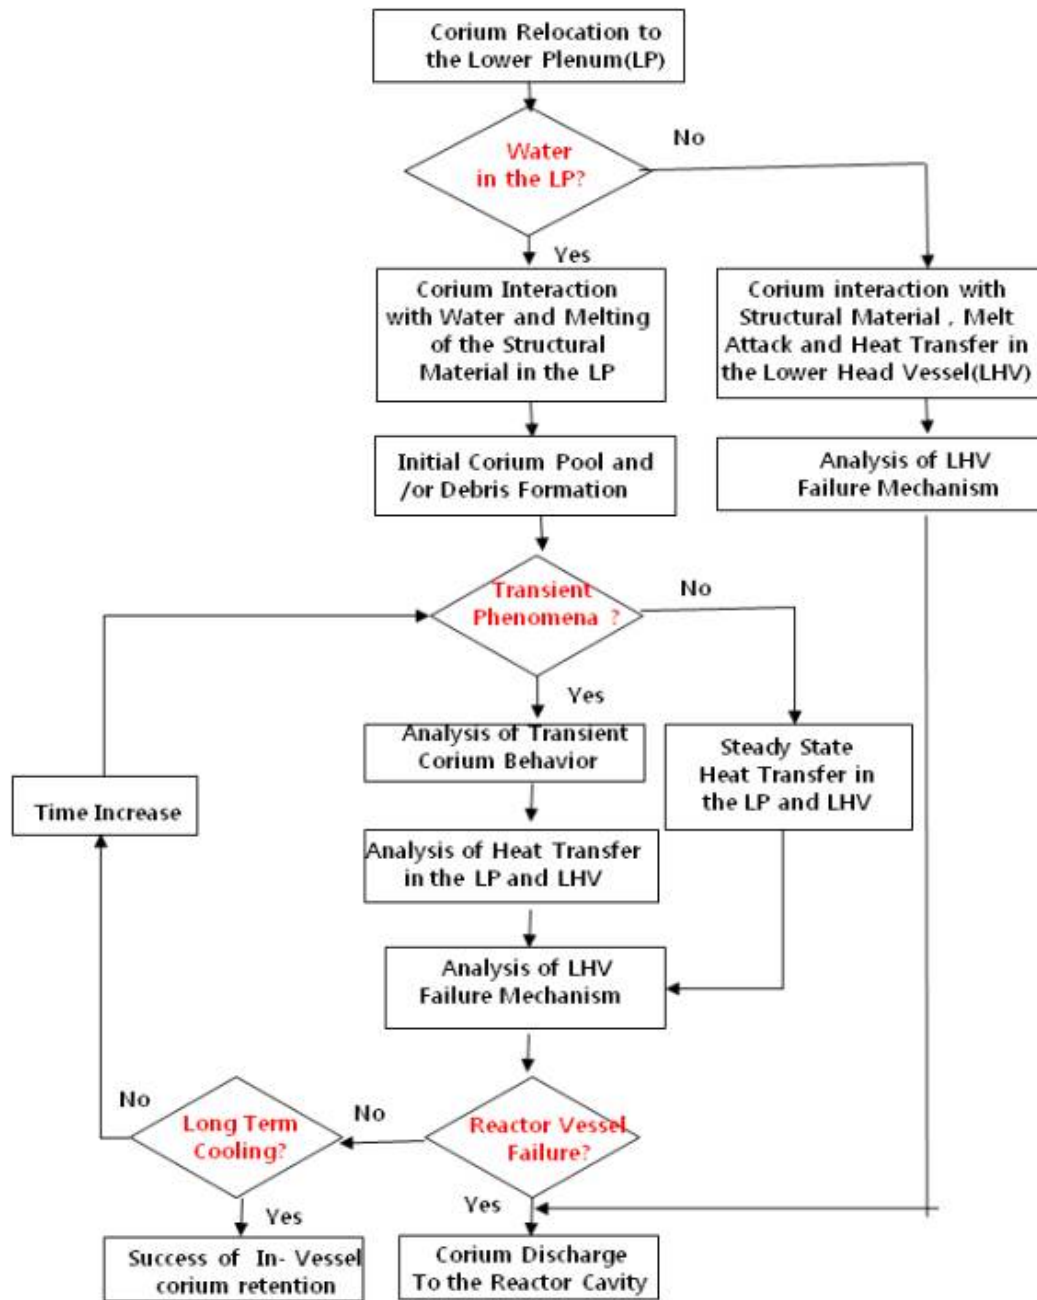 Corium Relocation to
the Lower Plenum(LP)
Water
in the LP?
No
Yes
Corium Interaction
with Water and Melting
of the Structural
Material in the LP
Corium interaction with
Structural Material , Melt
Attack and Heat Transfer in
the Lower Head Vessel(LHV)
Initial Corium Pool and
/or Debris Formation
Analysis of LHV
Failure Mechanism
Transient
Phenomena ?
No
Yes
Analysis of Transient
Corium Behavior
Steady State
Heat Transfer in
the LP and LHV
Time Increase
Analysis of Heat Transfer
in the LP and LHV
Analysis of LHV
Failure Mechanism
No
Long Term
Cooling?
No
Reactor Vessel
Failure?
Yes
Yes
Success of In- Vessel
corium retention
Corium Discharge
To the Reactor Cavity